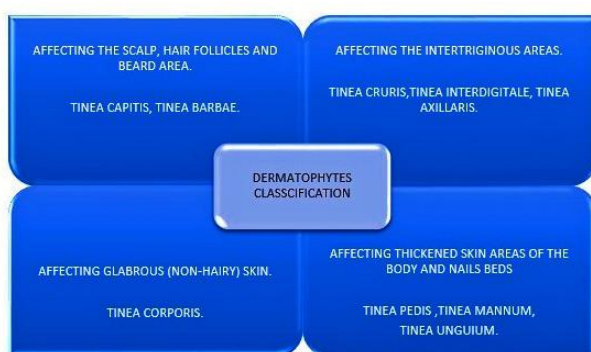 AFFECTING THE SCALP, HAIR FOLLICLES AND
BEARD AREA.
TINEA CAPITIS, TINEA BARBAE.
AFFECTING THE INTERTRIGINOUS AREAS.
TINEA CRURIS,TINEA INTERDIGITALE, TINEA
AXILLARIS.
DERMATOPHYTES
CLASSCIFICATION
AFFECTING GLABROUS (NON-HAIRY) SKIN.
TINEA CORPORIS.
AFFECTING THICKENED SKIN AREAS OF THE
BODY AND NAILS BEDS
TINEA PEDIS ,TINEA MANNUM,
TINEA UNGUIUM.